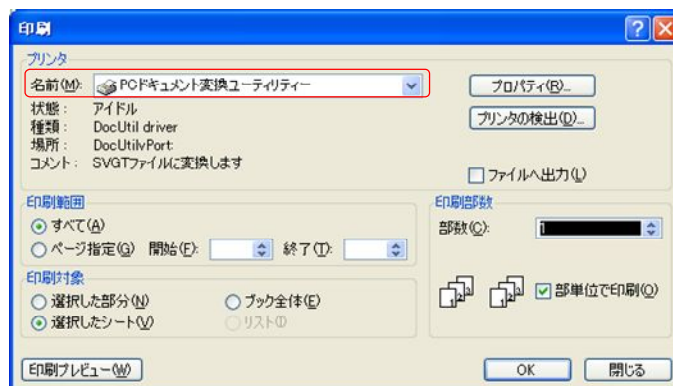 印刷
プリンタ
名前(M): PCドキュメント変換ユーティリティー
プロパティ(R)...
状態： アイドル
種類： DocUtil driver
プリンタの検出(D)...
場所： DocUtilvPort:
コメント： SVGTファイルに変換します
ファイルへ出力(L)
印刷範囲
すべて(A)
ページ指定(G) 開始(F): 終了(T):
印刷部数
部数(C): 1
印刷対象
選択した部分(N) ブック全体(E)
選択したシート(V) リスト(I)
1 2 3 1 2 3 部単位で印刷(O)
印刷プレビュー(W) OK 閉じる